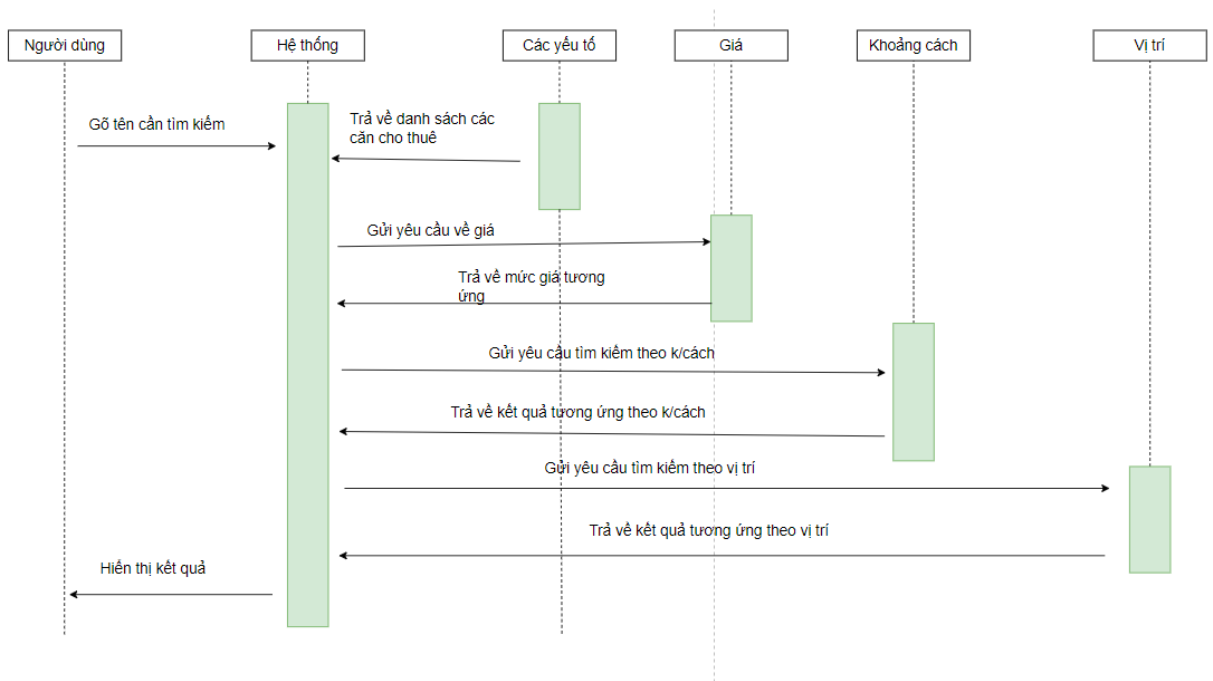 Người dùng
Hệ thống
Các yếu tố
Giá
Khoảng cách
Vị trí
Gõ tên cần tìm kiếm
Trả về danh sách các
căn cho thuê
Gửi yêu cầu về giá
Trả về mức giá tương
ứng
Gửi yêu cầu tìm kiếm theo k/cách
Trả về kết quả tương ứng theo k/cách
Gửi yêu cầu tìm kiếm theo vị trí
Trả về kết quả tương ứng theo vị trí
Hiển thị kết quả